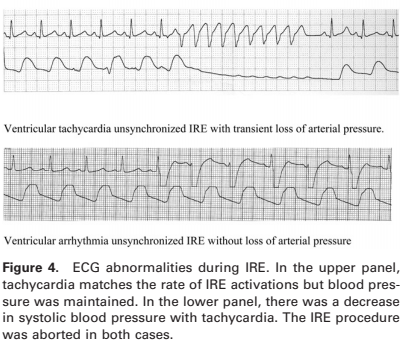 Ventricular tachycardia unsynchronized IRE with transient loss of arterial pressure.
Ventricular arrhythmia unsynchronized IRE without loss of arterial pressure
Figure 4. ECG abnormalities during IRE. In the upper panel,
tachycardia matches the rate of IRE activations but blood pres-
sure was maintained. In the lower panel, there was a decrease
in systolic blood pressure with tachycardia. The IRE procedure
was aborted in both cases.